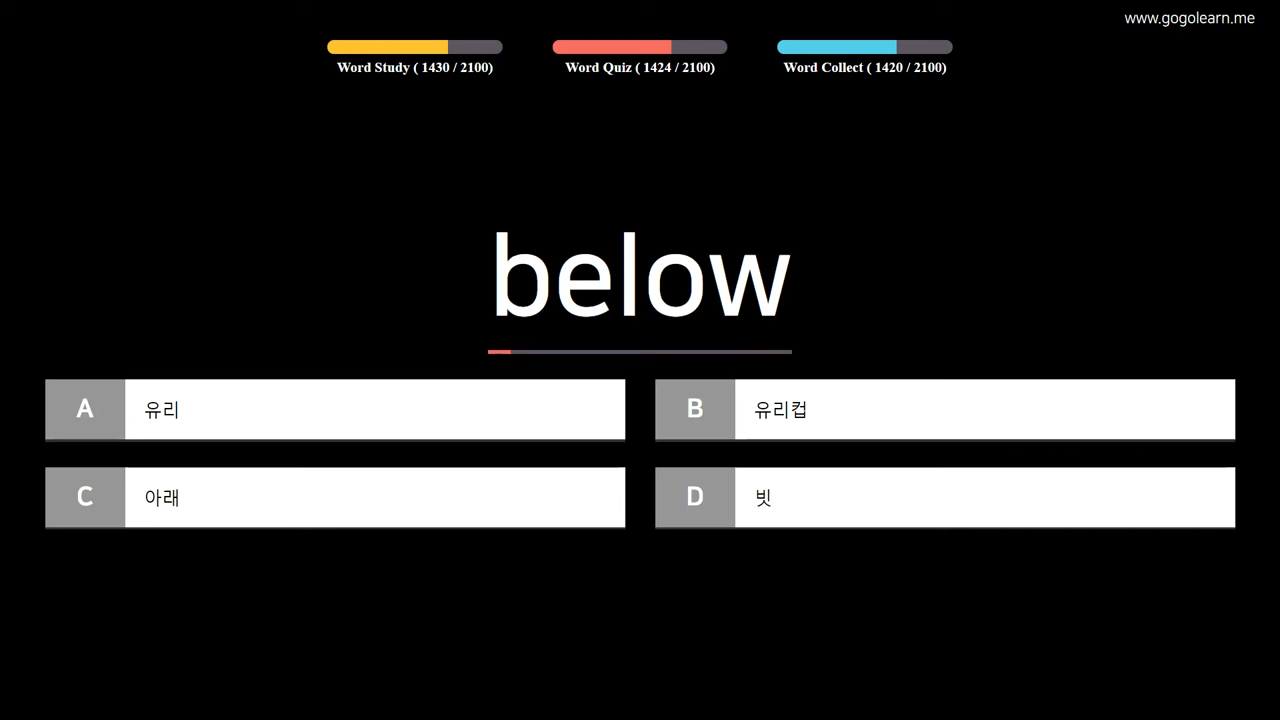 www.gogolearn.me
Word Study ( 1430 / 2100)
Word Quiz ( 1424 / 2100)
Word Collect ( 1420 / 2100)
below
A 유리
B 유리컵
C 아래
D 빗